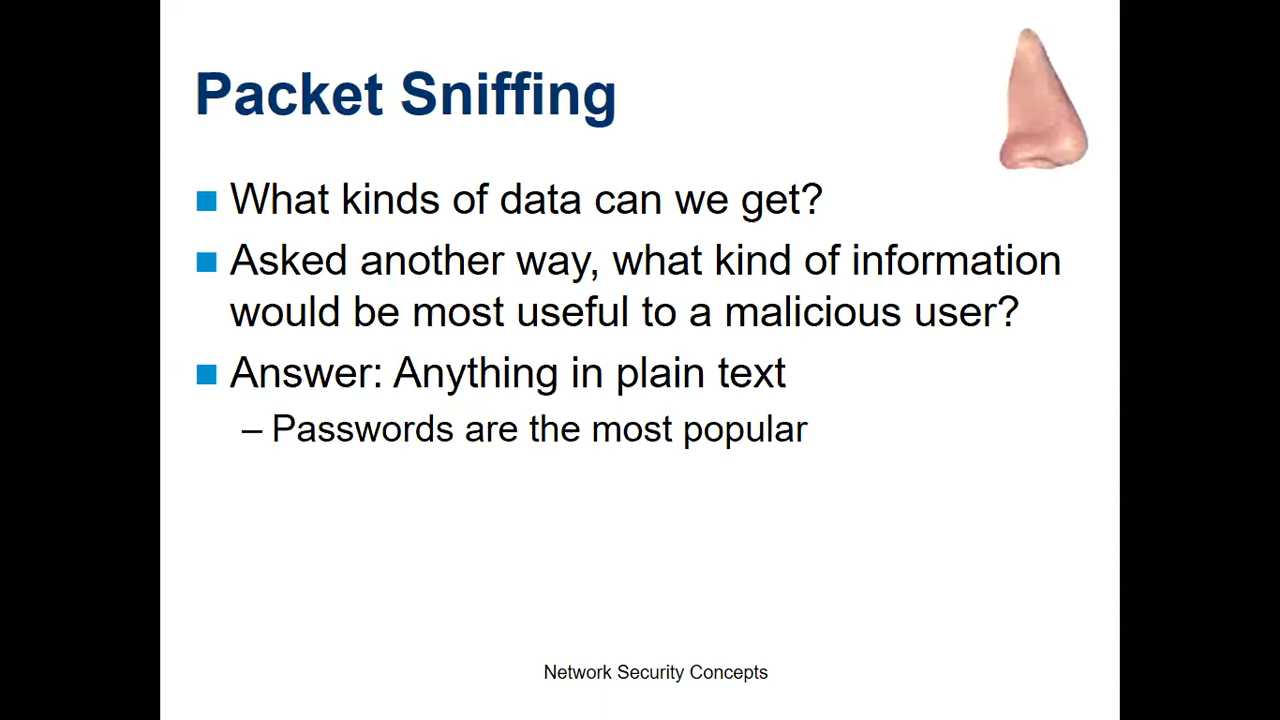 Packet Sniffing
What kinds of data can we get?
Asked another way, what kind of information
would be most useful to a malicious user?
Answer: Anything in plain text
– Passwords are the most popular
Network Security Concepts